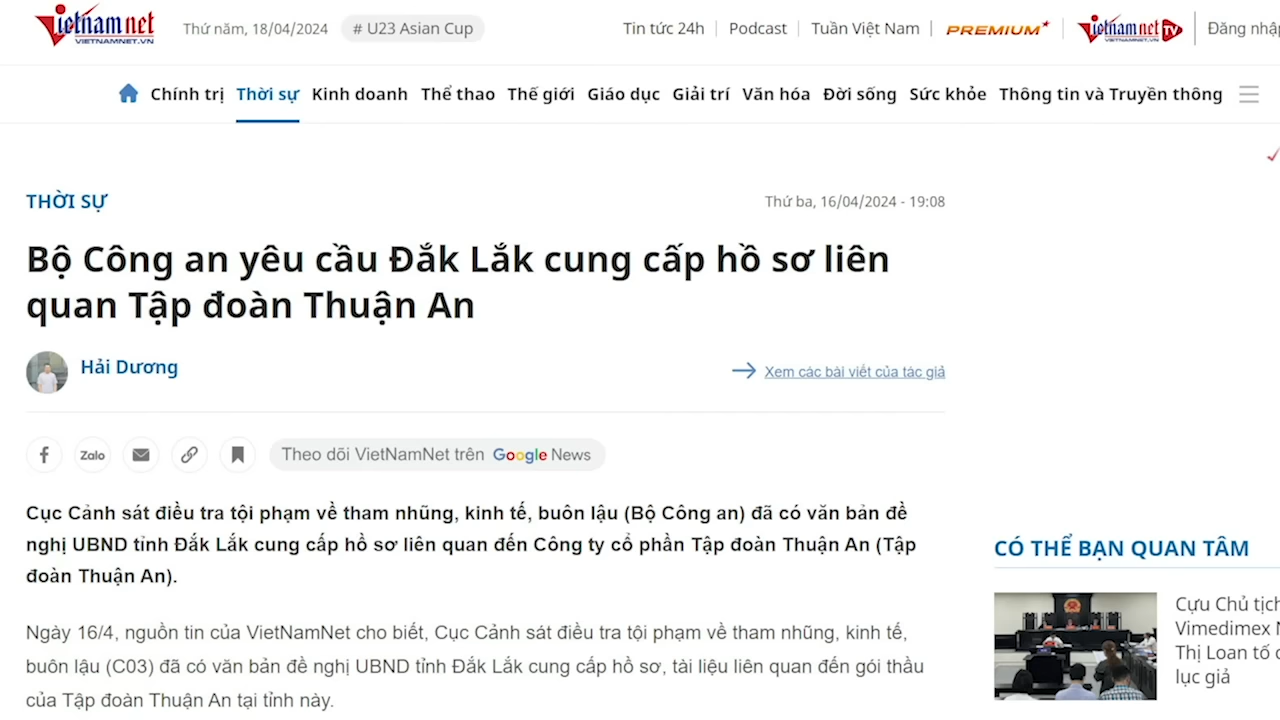 Vietnamnet
VIETNAMNET.VN
Thứ năm, 18/04/2024
# U23 Asian Cup
Tin tức 24h
Podcast
Tuần Việt Nam
PREMIUM
Vietnamnet TV
VIETNAMNET.VN
Đăng nhập
Chính trị Thời sự Kinh doanh Thể thao Thế giới Giáo dục Giải trí Văn hóa Đời sống Sức khỏe Thông tin và Truyền thông
THỜI SỰ
Thứ ba, 16/04/2024 - 19:08
Bộ Công an yêu cầu Đắk Lắk cung cấp hồ sơ liên
quan Tập đoàn Thuận An
Hải Dương
Xem các bài viết của tác giả
Zalo
Theo dõi VietNamNet trên Google News
Cục Cảnh sát điều tra tội phạm về tham nhũng, kinh tế, buôn lậu (Bộ Công an) đã có văn bản đề
nghị UBND tỉnh Đắk Lắk cung cấp hồ sơ liên quan đến Công ty cổ phần Tập đoàn Thuận An (Tập
đoàn Thuận An).
Ngày 16/4, nguồn tin của VietNamNet cho biết, Cục Cảnh sát điều tra tội phạm về tham nhũng, kinh tế,
buôn lậu (C03) đã có văn bản đề nghị UBND tỉnh Đắk Lắk cung cấp hồ sơ, tài liệu liên quan đến gói thầu
của Tập đoàn Thuận An tại tỉnh này.
CÓ THỂ BẠN QUAN TÂM
Cựu Chủ tịch
Vimedimex N
Thị Loan tố
lục giả